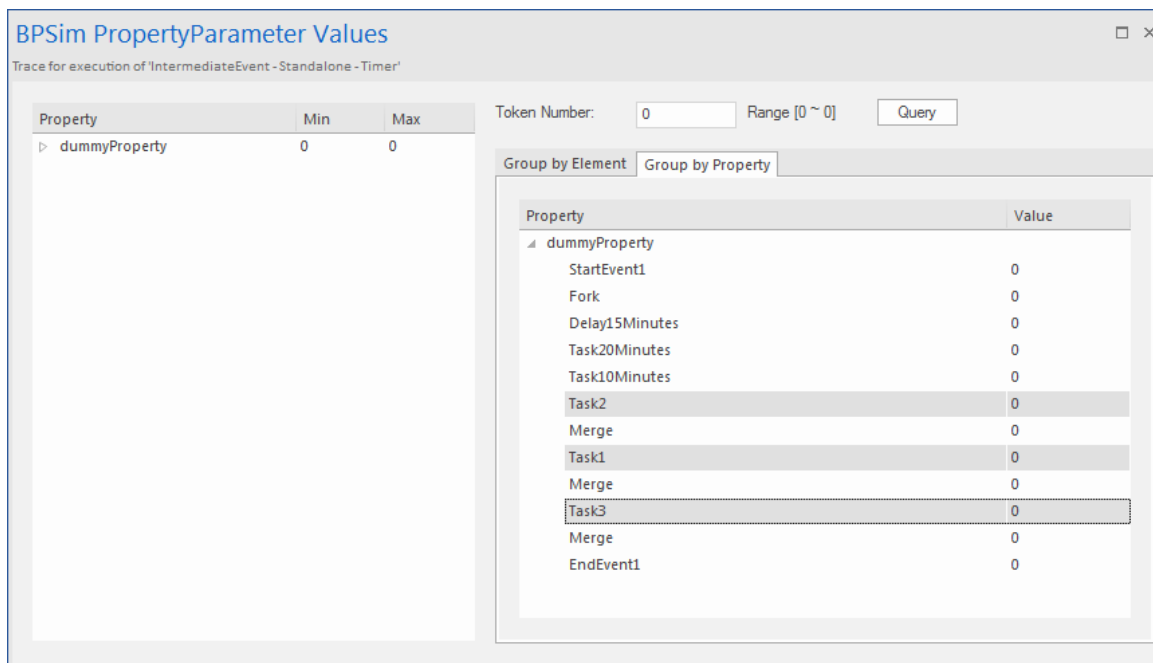 BPSim PropertyParameter Values
Trace for execution of 'IntermediateEvent - Standalone - Timer'
Property Min Max
dummyProperty 0 0
Token Number: 0 Range [0 ~ 0] Query
Group by Element Group by Property
Property Value
dummyProperty
StartEvent1 0
Fork 0
Delay15Minutes 0
Task20Minutes 0
Task10Minutes 0
Task2 0
Merge 0
Task1 0
Merge 0
Task3 0
Merge 0
EndEvent1 0